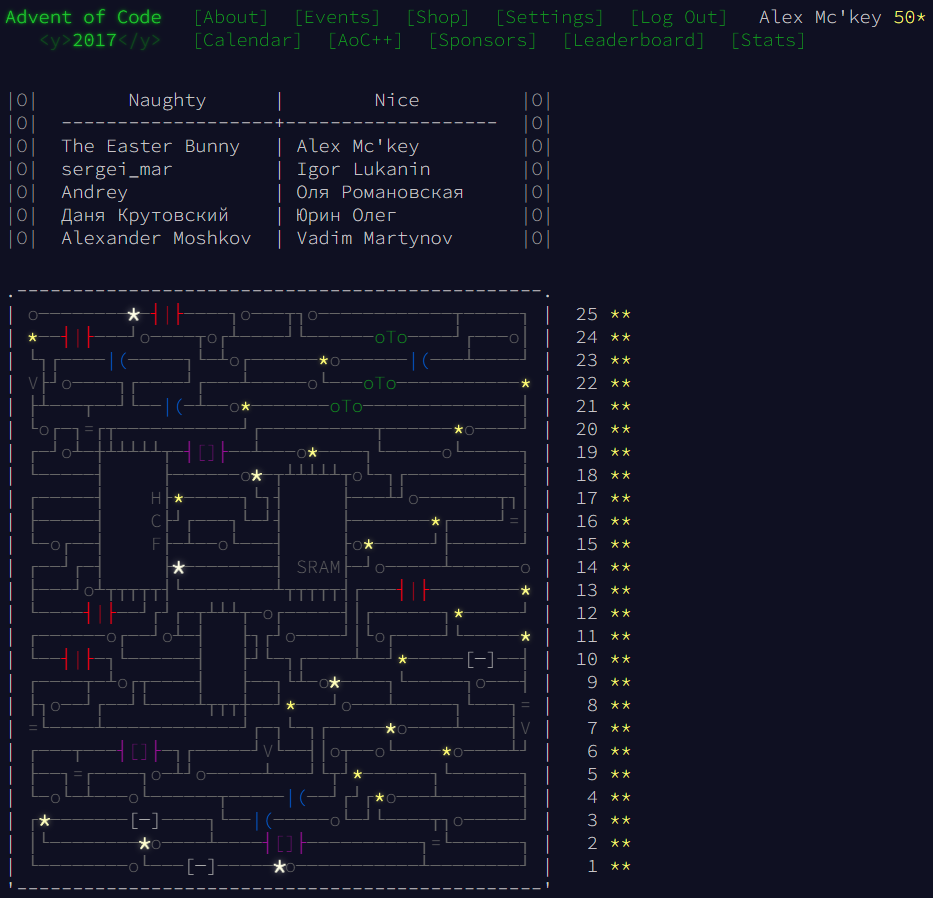 Advent of Code [About] [Events] [Shop] [Settings] [Log Out] Alex Mc'key 50*
<y>2017</y> [Calendar] [AoC++] [Sponsors] [Leaderboard] [Stats]
|O| Naughty | Nice |O|
|O| -------------------+------------------- |O|
|O| The Easter Bunny | Alex Mc'key |O|
|O| sergei_mar | Igor Lukanin |O|
|O| Andrey | Оля Романовская |O|
|O| Даня Крутовский | Юрин Олег |O|
|O| Alexander Moshkov | Vadim Martynov |O|
25 **
oTo 24 **
23 **
V oTo 22 **
oTo 21 **
20 **
19 **
18 **
H 17 **
C 16 **
F 15 **
SRAM 14 **
13 **
12 **
11 **
[─] 10 **
9 **
8 **
V 7 **
V 6 **
5 **
4 **
[─] 3 **
2 **
[─] 1 **